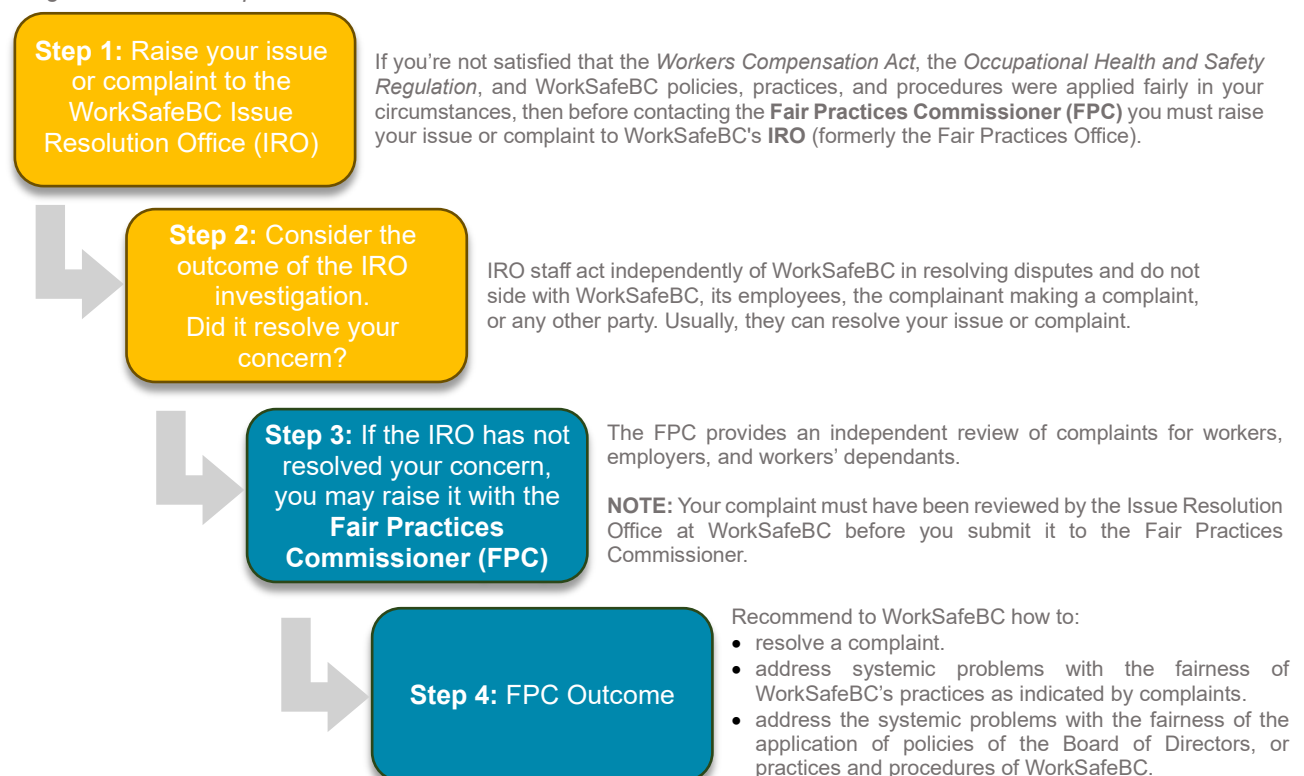 Step 1: Raise your issue
or complaint to the
WorkSafeBC Issue
Resolution Office (IRO)
If you're not satisfied that the Workers Compensation Act, the Occupational Health and Safety
Regulation, and WorkSafeBC policies, practices, and procedures were applied fairly in your
circumstances, then before contacting the Fair Practices Commissioner (FPC) you must raise
your issue or complaint to WorkSafeBC's IRO (formerly the Fair Practices Office).
Step 2: Consider the
outcome of the IRO
investigation.
Did it resolve your
concern?
IRO staff act independently of WorkSafeBC in resolving disputes and do not
side with WorkSafeBC, its employees, the complainant making a complaint,
or any other party. Usually, they can resolve your issue or complaint.
Step 3: If the IRO has not
resolved your concern,
you may raise it with the
Fair Practices
Commissioner (FPC)
The FPC provides an independent review of complaints for workers,
employers, and workers' dependants.
NOTE: Your complaint must have been reviewed by the Issue Resolution
Office at WorkSafeBC before you submit it to the Fair Practices
Commissioner.
Step 4: FPC Outcome
Recommend to WorkSafeBC how to:
• resolve a complaint.
• address systemic problems with the fairness of
WorkSafeBC's practices as indicated by complaints.
• address the systemic problems with the fairness of the
application of policies of the Board of Directors, or
practices and procedures of WorkSafeBC.